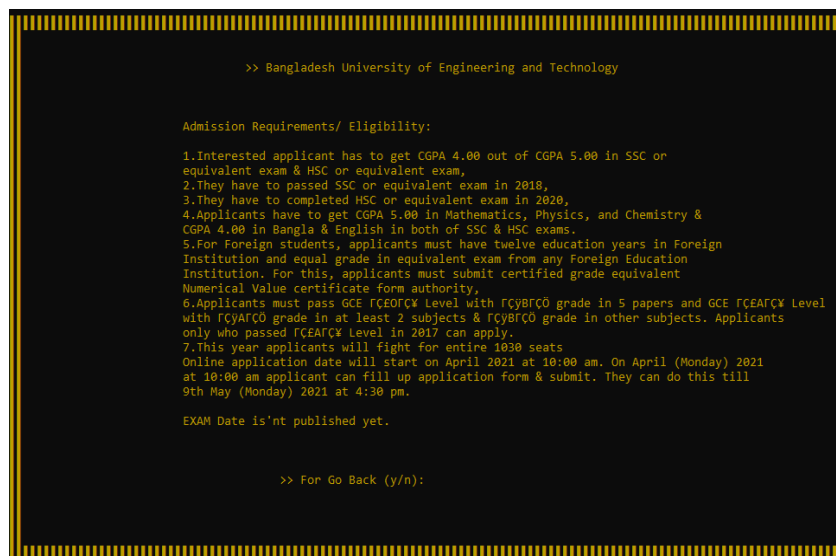 >> Bangladesh University of Engineering and Technology
Admission Requirements/ Eligibility:
1.Interested applicant has to get CGPA 4.00 out of CGPA 5.00 in SSC or
equivalent exam & HSC or equivalent exam,
2.They have to passed SSC or equivalent exam in 2018,
3.They have to completed HSC or equivalent exam in 2020,
4.Applicants have to get CGPA 5.00 in Mathematics, Physics, and Chemistry &
CGPA 4.00 in Bangla & English in both of SSC & HSC exams.
5.For Foreign students, applicants must have twelve education years in Foreign
Institution and equal grade in equivalent exam from any Foreign Education
Institution. For this, applicants must submit certified grade equivalent
Numerical Value certificate form authority,
6.Applicants must pass GCE ΓÇ£OΓÇ¥ Level with ΓÇÿBΓÇÖ grade in 5 papers and GCE ΓÇ£AΓÇ¥ Level
with ΓÇÿAΓÇÖ grade in at least 2 subjects & ΓÇÿBΓÇÖ grade in other subjects. Applicants
only who passed ΓÇ£AΓÇ¥ Level in 2017 can apply.
7.This year applicants will fight for entire 1030 seats
Online application date will start on April 2021 at 10:00 am. On April (Monday) 2021
at 10:00 am applicant can fill up application form & submit. They can do this till
9th May (Monday) 2021 at 4:30 pm.
EXAM Date is'nt published yet.
>> For Go Back (y/n):